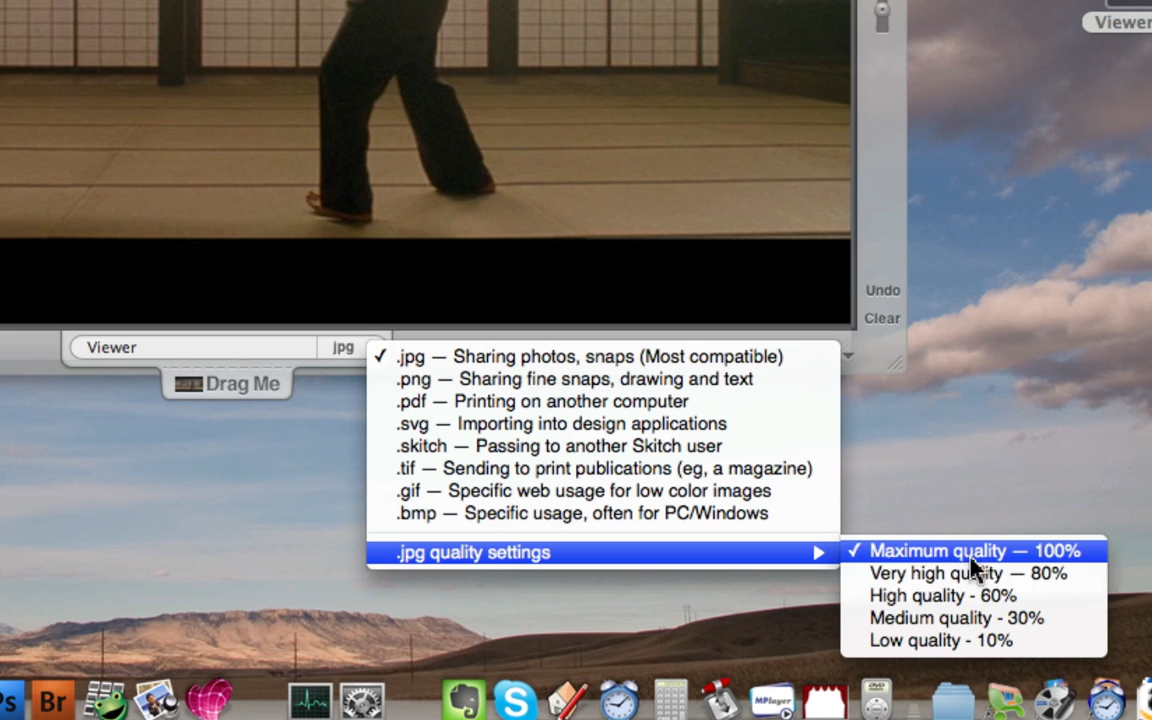 Viewer
Undo
Clear
Viewer
jpg
Drag Me
✓ .jpg — Sharing photos, snaps (Most compatible)
.png — Sharing fine snaps, drawing and text
.pdf — Printing on another computer
.svg — Importing into design applications
.skitch — Passing to another Skitch user
.tif — Sending to print publications (eg, a magazine)
.gif — Specific web usage for low color images
.bmp — Specific usage, often for PC/Windows
.jpg quality settings
✓ Maximum quality — 100%
Very high quality — 80%
High quality - 60%
Medium quality - 30%
Low quality - 10%
Ps
Br
MPlayer
DVD